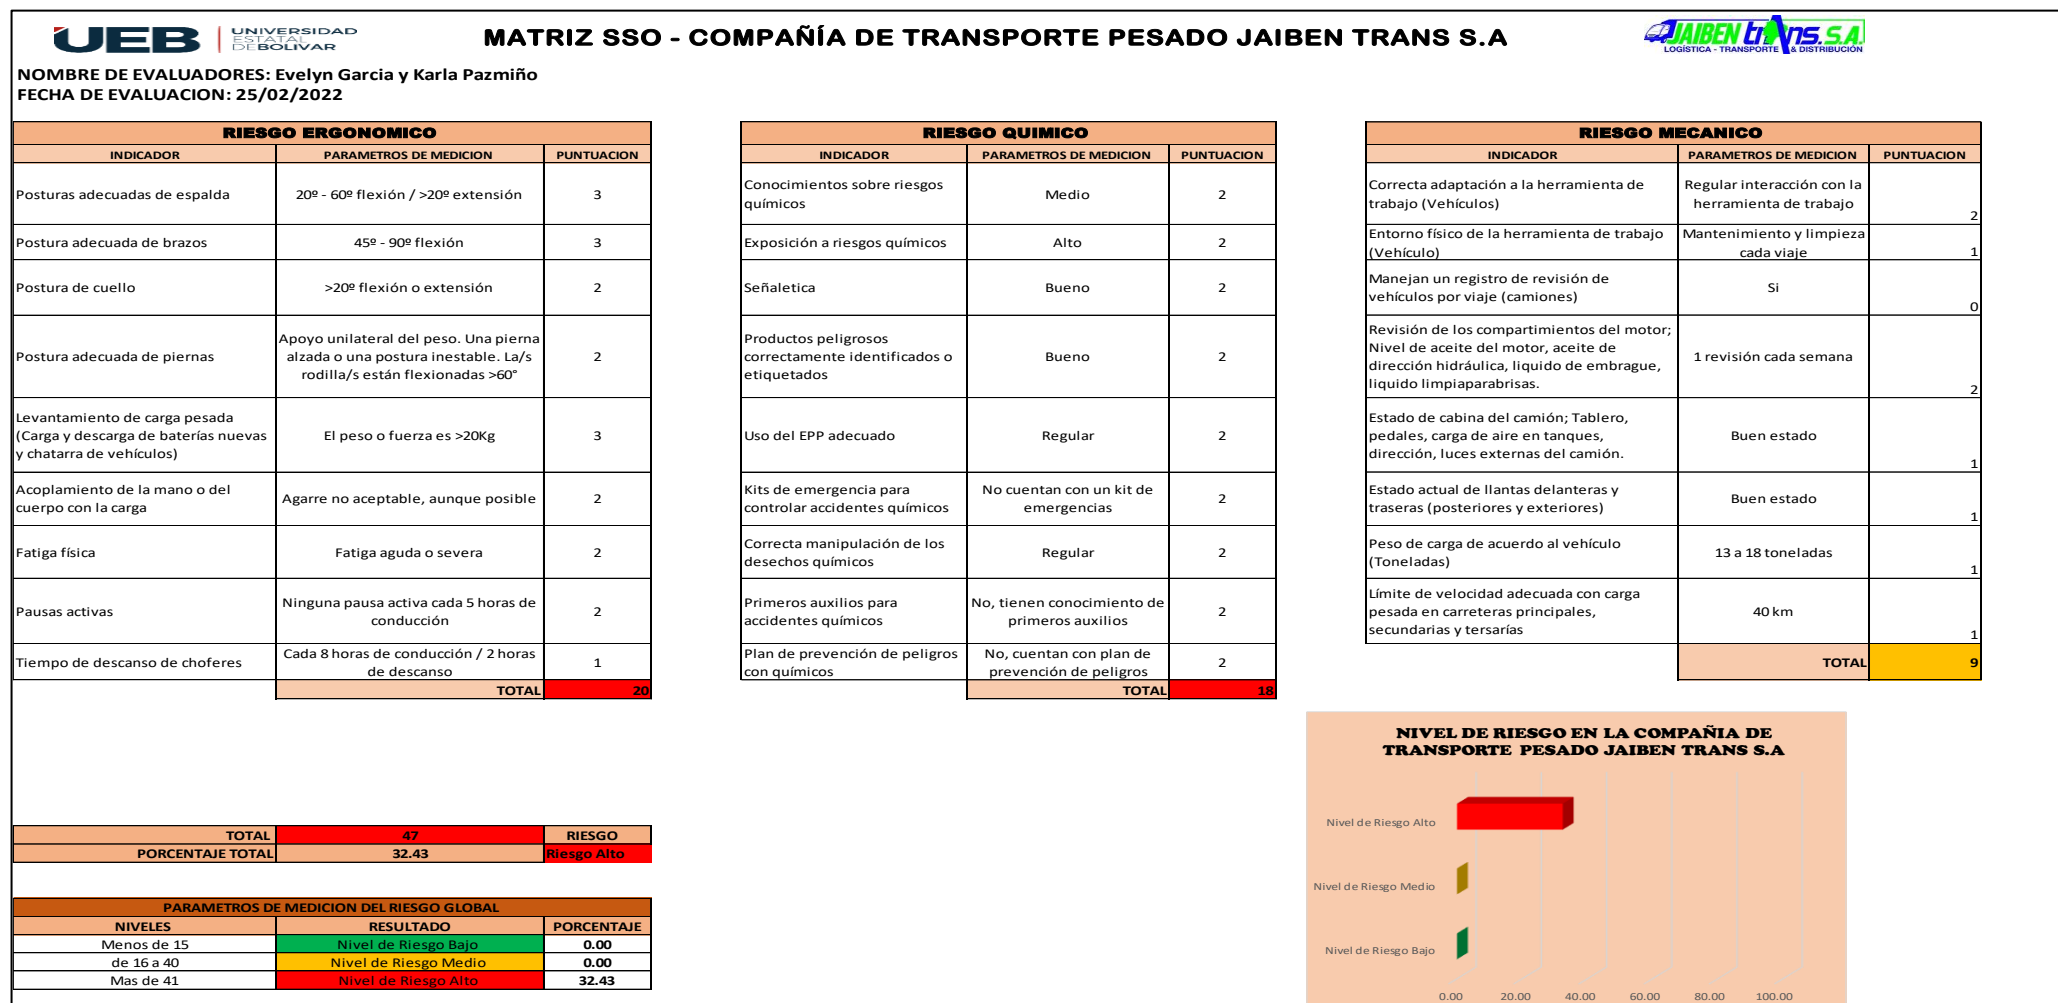 UEB
UNIVERSIDAD
ESTATAL
DEBOLIVAR
MATRIZ SSO - COMPAÑÍA DE TRANSPORTE PESADO JAIBEN TRANS S.A
JAIBEN trans.S.A.
LOGÍSTICA - TRANSPORTE & DISTRIBUCIÓN
NOMBRE DE EVALUADORES: Evelyn Garcia y Karla Pazmiño
FECHA DE EVALUACION: 25/02/2022
RIESGO ERGONOMICO
INDICADOR PARAMETROS DE MEDICION PUNTUACION
Posturas adecuadas de espalda 20º - 60º flexión / >20º extensión 3
Postura adecuada de brazos 45º - 90º flexión 3
Postura de cuello >20º flexión o extensión 2
Postura adecuada de piernas
Apoyo unilateral del peso. Una pierna
alzada o una postura inestable. La/s
rodilla/s están flexionadas >60°
2
Levantamiento de carga pesada
(Carga y descarga de baterías nuevas
y chatarra de vehículos)
El peso o fuerza es >20Kg 3
Acoplamiento de la mano o del
cuerpo con la carga
Agarre no aceptable, aunque posible 2
Fatiga física Fatiga aguda o severa 2
Pausas activas
Ninguna pausa activa cada 5 horas de
conducción
2
Tiempo de descanso de choferes
Cada 8 horas de conducción / 2 horas
de descanso
1
TOTAL 20
RIESGO QUIMICO
INDICADOR PARAMETROS DE MEDICION PUNTUACION
Conocimientos sobre riesgos
químicos
Medio 2
Exposición a riesgos químicos Alto 2
Señaletica Bueno 2
Productos peligrosos
correctamente identificados o
etiquetados
Bueno 2
Uso del EPP adecuado Regular 2
Kits de emergencia para
controlar accidentes químicos
No cuentan con un kit de
emergencias
2
Correcta manipulación de los
desechos químicos
Regular 2
Primeros auxilios para
accidentes químicos
No, tienen conocimiento de
primeros auxilios
2
Plan de prevención de peligros
con químicos
No, cuentan con plan de
prevención de peligros
2
TOTAL 18
RIESGO MECANICO
INDICADOR PARAMETROS DE MEDICION PUNTUACION
Correcta adaptación a la herramienta de
trabajo (Vehículos)
Regular interacción con la
herramienta de trabajo
2
Entorno físico de la herramienta de trabajo
(Vehículo)
Mantenimiento y limpieza
cada viaje
1
Manejan un registro de revisión de
vehículos por viaje (camiones)
Si
0
Revisión de los compartimientos del motor;
Nivel de aceite del motor, aceite de
dirección hidráulica, liquido de embrague,
liquido limpiaparabrisas.
1 revisión cada semana
2
Estado de cabina del camión; Tablero,
pedales, carga de aire en tanques,
dirección, luces externas del camión.
Buen estado
1
Estado actual de llantas delanteras y
traseras (posteriores y exteriores)
Buen estado
1
Peso de carga de acuerdo al vehículo
(Toneladas)
13 a 18 toneladas
1
Límite de velocidad adecuada con carga
pesada en carreteras principales,
secundarias y tersarías
40 km
1
TOTAL 9
TOTAL 47 RIESGO
PORCENTAJE TOTAL 32.43 Riesgo Alto
PARAMETROS DE MEDICION DEL RIESGO GLOBAL
NIVELES RESULTADO PORCENTAJE
Menos de 15 Nivel de Riesgo Bajo 0.00
de 16 a 40 Nivel de Riesgo Medio 0.00
Mas de 41 Nivel de Riesgo Alto 32.43
NIVEL DE RIESGO EN LA COMPAÑIA DE
TRANSPORTE PESADO JAIBEN TRANS S.A
Nivel de Riesgo Alto
Nivel de Riesgo Medio
Nivel de Riesgo Bajo
0.00 20.00 40.00 60.00 80.00 100.00